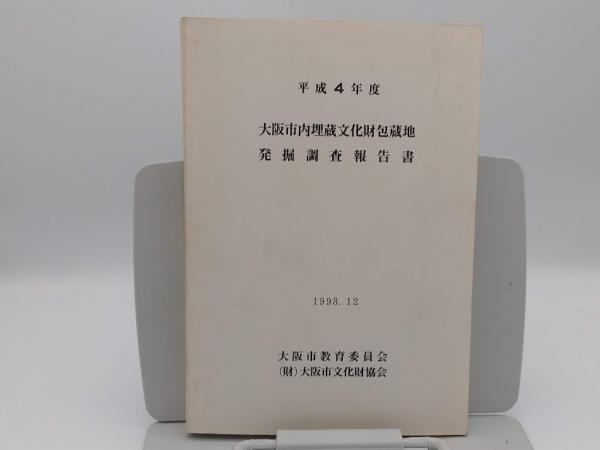 平成4年度
大阪市内埋蔵文化財包蔵地
発掘調査報告書
1993.12
大阪市教育委員会
(財)大阪市文化財協会